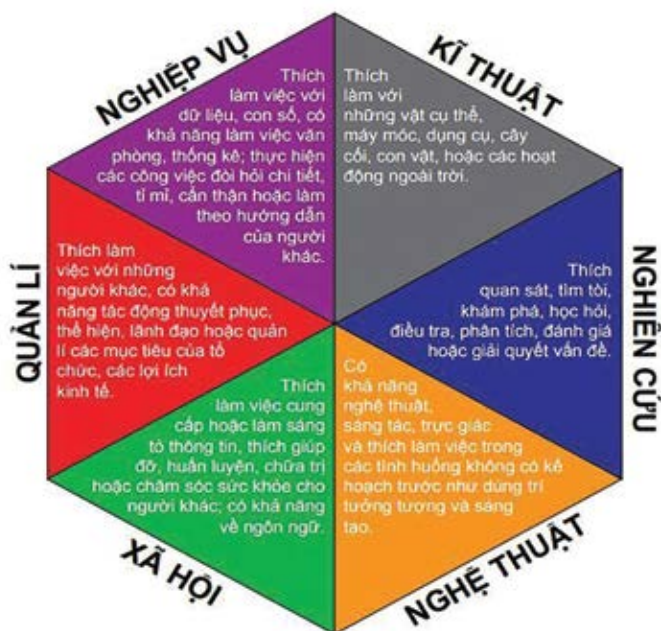 NGHIỆP VỤ
Thích
làm việc với
dữ liệu, con số, có
khả năng làm việc văn
phòng, thống kê; thực hiện
các công việc đòi hỏi chi tiết,
tỉ mỉ, cẩn thận hoặc làm
theo hướng dẫn
của người
khác.
KĨ THUẬT
Thích
làm với
những vật cụ thể,
máy móc, dụng cụ, cây
cối, con vật, hoặc các hoạt
động ngoài trời.
NGHIÊN CỨU
Thích
quan sát, tìm tòi,
khám phá, học hỏi,
điều tra, phân tích, đánh giá
hoặc giải quyết vấn đề.
NGHỆ THUẬT
Có
khả năng
nghệ thuật,
sáng tác, trực giác
và thích làm việc trong
các tình huống không có kế
hoạch trước như dùng trí
tưởng tượng và sáng
tạo.
XÃ HỘI
Thích
làm việc cung
cấp hoặc làm sáng
tỏ thông tin, thích giúp
đỡ, huấn luyện, chữa trị
hoặc chăm sóc sức khỏe cho
người khác; có khả năng
về ngôn ngữ.
QUẢN LÍ
Thích làm
việc với những
người khác, có khả
năng tác động thuyết phục,
thể hiện, lãnh đạo hoặc quản
lí các mục tiêu của tổ
chức, các lợi ích
kinh tế.